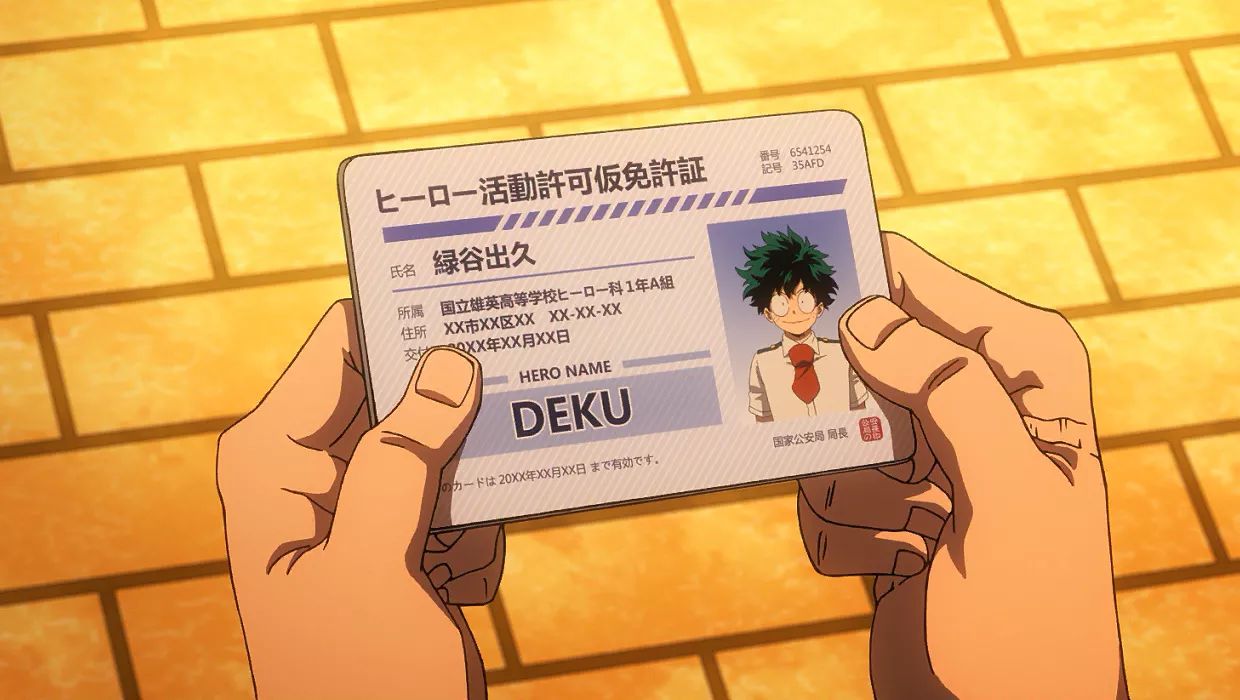 ヒーロー活動許可仮免許証
番号 6541254
記号 35AFD
氏名 緑谷出久
所属 国立雄英高等学校ヒーロー科1年A組
住所 XX市XX区XX XX-XX-XX
交付 20XX年XX月XX日
HERO NAME
DEKU
国家公安局 局長
のカードは 20XX年XX月XX日 まで有効です。